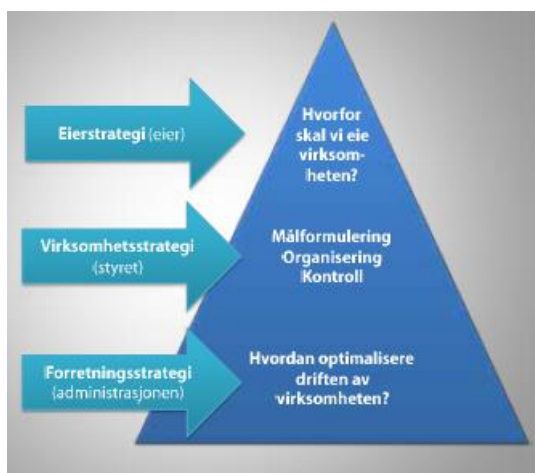 Eierstrategi (eier)
Hvorfor
skal vi eie
virksom-
heten?
Virksomhetsstrategi
(styret)
Målformulering
Organisering
Kontroll
Forretningsstrategi
(administrasjonen)
Hvordan optimalisere
driften av
virksomheten?